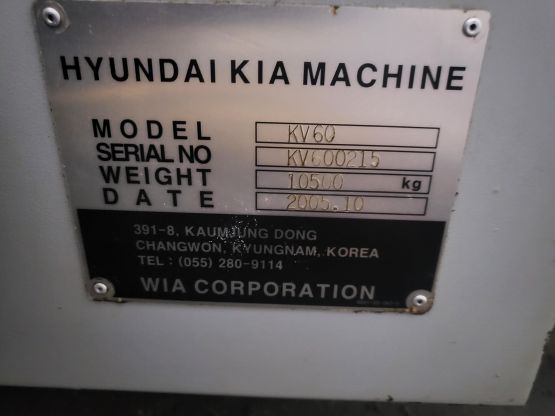 HYUNDAI KIA MACHINE
MODEL KV60
SERIAL NO KV600215
WEIGHT 10500 kg
DATE 2005.10
391-8, KAUMJUNG DONG
CHANGWON, KYUNGNAM, KOREA
TEL : (055) 280-9114
WIA CORPORATION